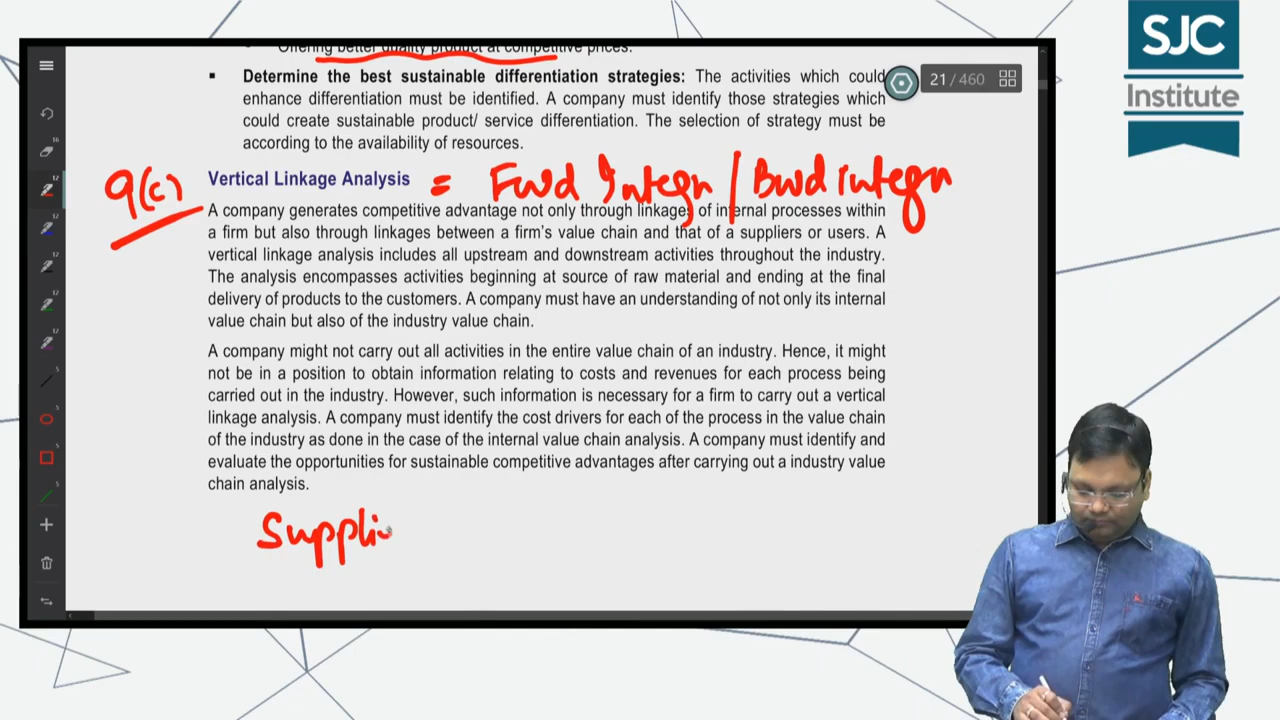 SJC
Institute
Offering better quality product at competitive prices.
21 / 460
▪ Determine the best sustainable differentiation strategies: The activities which could
enhance differentiation must be identified. A company must identify those strategies which
could create sustainable product/ service differentiation. The selection of strategy must be
according to the availability of resources.
9(c) Vertical Linkage Analysis = Fwd Integn / Bwd integn
A company generates competitive advantage not only through linkages of internal processes within
a firm but also through linkages between a firm's value chain and that of a suppliers or users. A
vertical linkage analysis includes all upstream and downstream activities throughout the industry.
The analysis encompasses activities beginning at source of raw material and ending at the final
delivery of products to the customers. A company must have an understanding of not only its internal
value chain but also of the industry value chain.
A company might not carry out all activities in the entire value chain of an industry. Hence, it might
not be in a position to obtain information relating to costs and revenues for each process being
carried out in the industry. However, such information is necessary for a firm to carry out a vertical
linkage analysis. A company must identify the cost drivers for each of the process in the value chain
of the industry as done in the case of the internal value chain analysis. A company must identify and
evaluate the opportunities for sustainable competitive advantages after carrying out a industry value
chain analysis.
Suppli